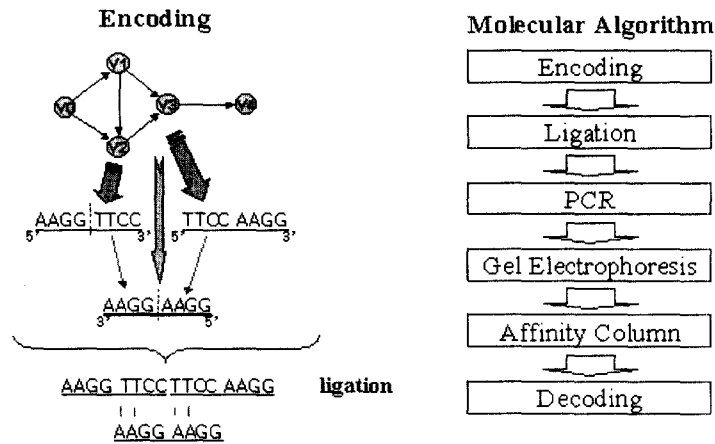 Encoding
V1
V0
V3
V4
V2
AAGG TTCC
5' 3'
TTCC AAGG
5' 3'
AAGG AAGG
3' 5'
AAGG TTCC TTCC AAGG
ligation
AAGG AAGG
Molecular Algorithm
Encoding
Ligation
PCR
Gel Electrophoresis
Affinity Column
Decoding